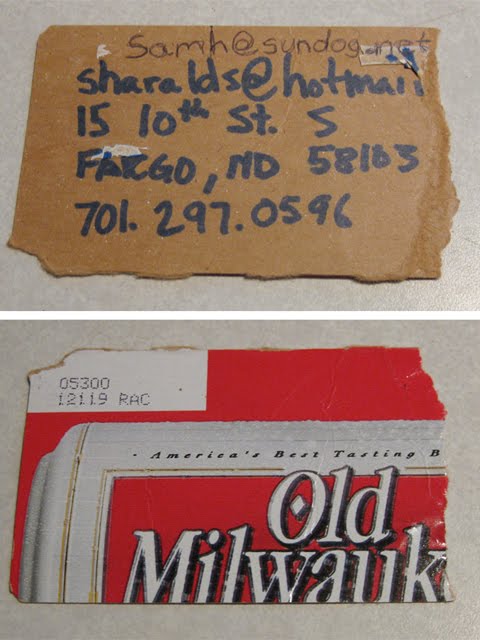 Samh@sundog.net
sharalds@hotmail
15 10th St. S
FARGO, ND 58103
701. 297. 0596
05300
12119 RAC
· America's Best Tasting B
Old
Milwauk